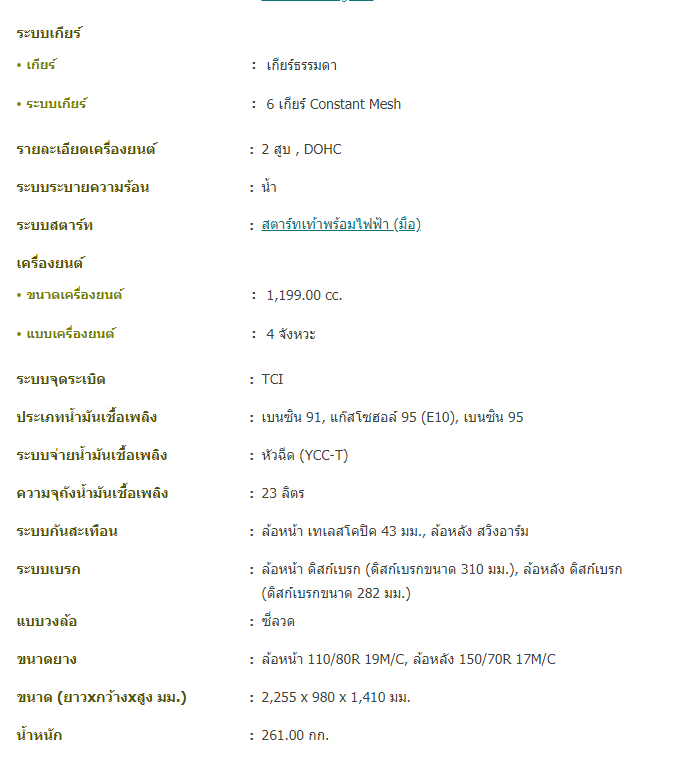 ระบบเกียร์
• เกียร์ : เกียร์ธรรมดา
• ระบบเกียร์ : 6 เกียร์ Constant Mesh
รายละเอียดเครื่องยนต์ : 2 สูบ , DOHC
ระบบระบายความร้อน : น้ำ
ระบบสตาร์ท : สตาร์ทเท้าพร้อมไฟฟ้า (มือ)
เครื่องยนต์
• ขนาดเครื่องยนต์ : 1,199.00 cc.
• แบบเครื่องยนต์ : 4 จังหวะ
ระบบจุดระเบิด : TCI
ประเภทน้ำมันเชื้อเพลิง : เบนซิน 91, แก๊สโซฮอล์ 95 (E10), เบนซิน 95
ระบบจ่ายน้ำมันเชื้อเพลิง : หัวฉีด (YCC-T)
ความจุถังน้ำมันเชื้อเพลิง : 23 ลิตร
ระบบกันสะเทือน : ล้อหน้า เทเลสโคปิค 43 มม., ล้อหลัง สวิงอาร์ม
ระบบเบรก : ล้อหน้า ดิสก์เบรก (ดิสก์เบรกขนาด 310 มม.), ล้อหลัง ดิสก์เบรก
(ดิสก์เบรกขนาด 282 มม.)
แบบวงล้อ : ซี่ลวด
ขนาดยาง : ล้อหน้า 110/80R 19M/C, ล้อหลัง 150/70R 17M/C
ขนาด (ยาวxกว้างxสูง มม.) : 2,255 x 980 x 1,410 มม.
น้ำหนัก : 261.00 กก.